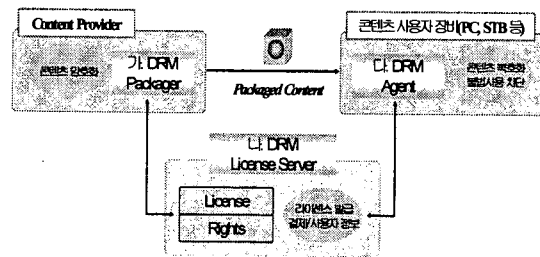 Content Provider
콘텐츠 암호화
가. DRM
Packager
Packaged Content
콘텐츠 사용자 장비(PC, STB 등)
다. DRM
Agent
콘텐츠 복호화
불법사용 차단
나. DRM
License Server
License
Rights
라이센스 발급
결제/사용자 정보